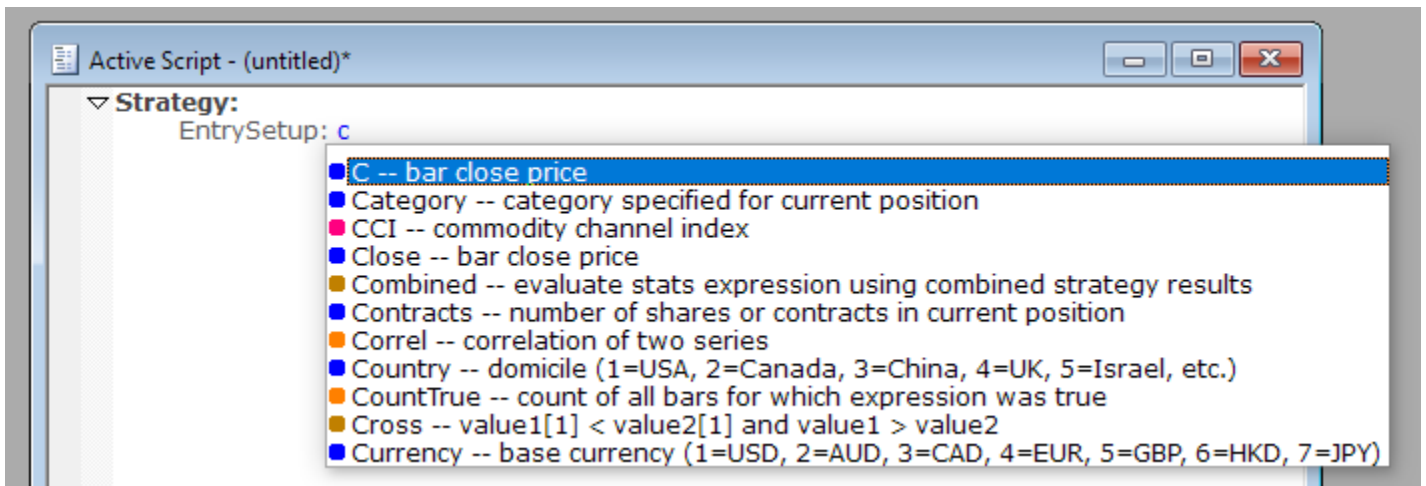 Active Script - (untitled)*
Strategy:
EntrySetup: c
C -- bar close price
Category -- category specified for current position
CCI -- commodity channel index
Close -- bar close price
Combined -- evaluate stats expression using combined strategy results
Contracts -- number of shares or contracts in current position
Correl -- correlation of two series
Country -- domicile (1=USA, 2=Canada, 3=China, 4=UK, 5=Israel, etc.)
CountTrue -- count of all bars for which expression was true
Cross -- value1[1] < value2[1] and value1 > value2
Currency -- base currency (1=USD, 2=AUD, 3=CAD, 4=EUR, 5=GBP, 6=HKD, 7=JPY)